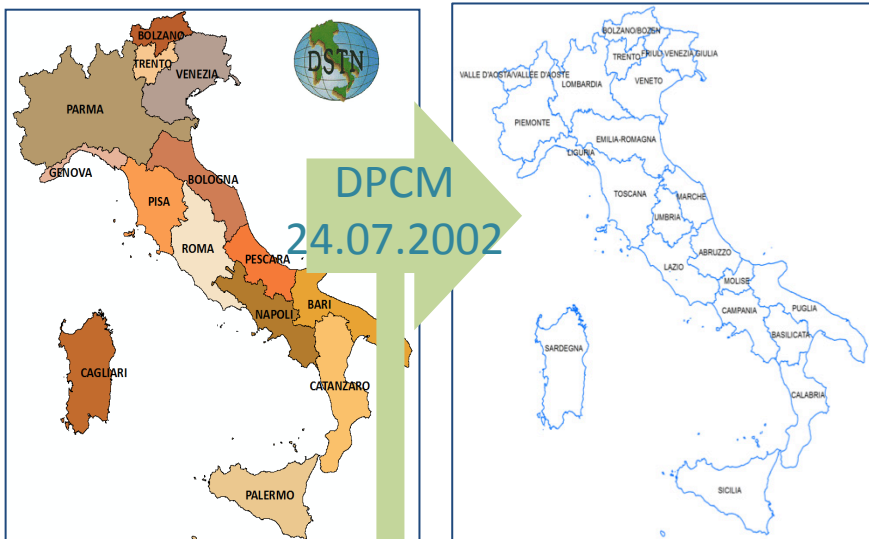 BOLZANO
TRENTO
VENEZIA
PARMA
GENOVA
BOLOGNA
PISA
ROMA
PESCARA
NAPOLI
BARI
CAGLIARI
CATANZARO
PALERMO
DSTN
DPCM
24.07.2002
BOLZANO/BOZEN
TRENTO
FRIULI VENEZIA GIULIA
VALLE D'AOSTA/VALLÉE D'AOSTE
LOMBARDIA
VENETO
PIEMONTE
EMILIA-ROMAGNA
LIGURIA
TOSCANA
MARCHE
UMBRIA
ABRUZZO
LAZIO
MOLISE
CAMPANIA
PUGLIA
BASILICATA
SARDEGNA
CALABRIA
SICILIA